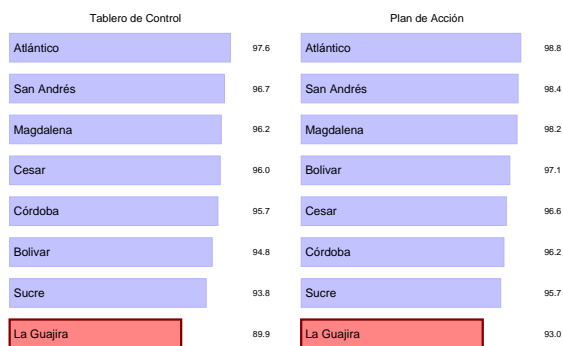 Tablero de Control
Atlántico 97.6
San Andrés 96.7
Magdalena 96.2
Cesar 96.0
Córdoba 95.7
Bolivar 94.8
Sucre 93.8
La Guajira 89.9
Plan de Acción
Atlántico 98.8
San Andrés 98.4
Magdalena 98.2
Bolivar 97.1
Cesar 96.6
Córdoba 96.2
Sucre 95.7
La Guajira 93.0